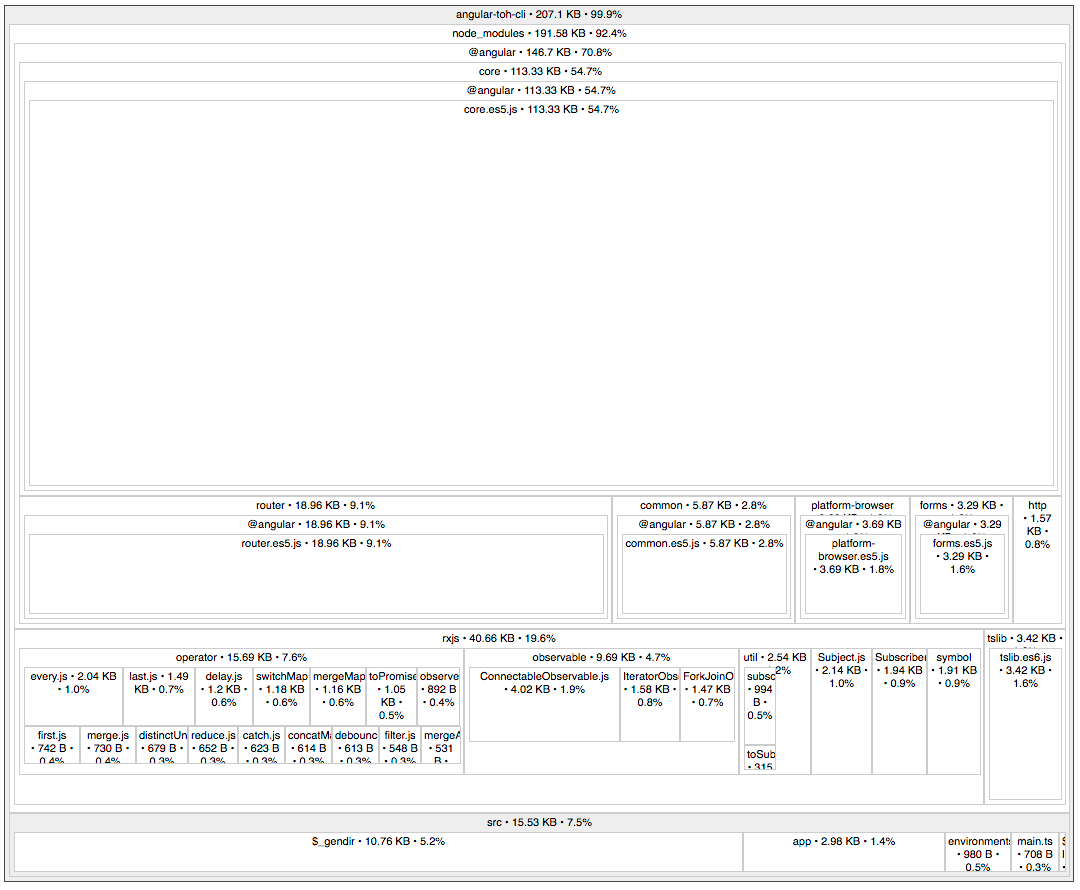 angular-toh-cli • 207.1 KB • 99.9%
node_modules • 191.58 KB • 92.4%
@angular • 146.7 KB • 70.8%
core • 113.33 KB • 54.7%
@angular • 113.33 KB • 54.7%
core.es5.js • 113.33 KB • 54.7%
router • 18.96 KB • 9.1%
@angular • 18.96 KB • 9.1%
router.es5.js • 18.96 KB • 9.1%
common • 5.87 KB • 2.8%
@angular • 5.87 KB • 2.8%
common.es5.js • 5.87 KB • 2.8%
platform-browser
@angular • 3.69 KB
platform-
browser.es5.js
• 3.69 KB • 1.8%
forms • 3.29 KB •
@angular • 3.29
forms.es5.js
• 3.29 KB •
1.6%
http
• 1.57
KB •
0.8%
rxjs • 40.66 KB • 19.6%
operator • 15.69 KB • 7.6%
every.js • 2.04 KB
• 1.0%
last.js • 1.49
KB • 0.7%
delay.js
• 1.2 KB •
0.6%
switchMap
• 1.18 KB
• 0.6%
mergeMap
• 1.16 KB
• 0.6%
toPromise
• 1.05
KB •
0.5%
observe
• 892 B
• 0.4%
first.js
• 742 B •
0.4%
merge.js
• 730 B •
0.4%
distinctUn
• 679 B •
0.3%
reduce.js
• 652 B •
0.3%
catch.js
• 623 B
• 0.3%
concatM
• 614 B
• 0.3%
debounc
• 613 B
• 0.3%
filter.js
• 548 B
• 0.3%
mergeA
• 531
B •
observable • 9.69 KB • 4.7%
ConnectableObservable.js
• 4.02 KB • 1.9%
IteratorObs
• 1.58 KB •
0.8%
ForkJoinO
• 1.47 KB
• 0.7%
util • 2.54 KB
2%
subsc
• 994
B •
0.5%
toSub
• 315
Subject.js
• 2.14 KB •
1.0%
Subscriber
• 1.94 KB
• 0.9%
symbol
• 1.91 KB
• 0.9%
tslib • 3.42 KB •
tslib.es6.js
• 3.42 KB •
1.6%
src • 15.53 KB • 7.5%
$_gendir • 10.76 KB • 5.2%
app • 2.98 KB • 1.4%
environments
• 980 B •
0.5%
main.ts
• 708 B
• 0.3%